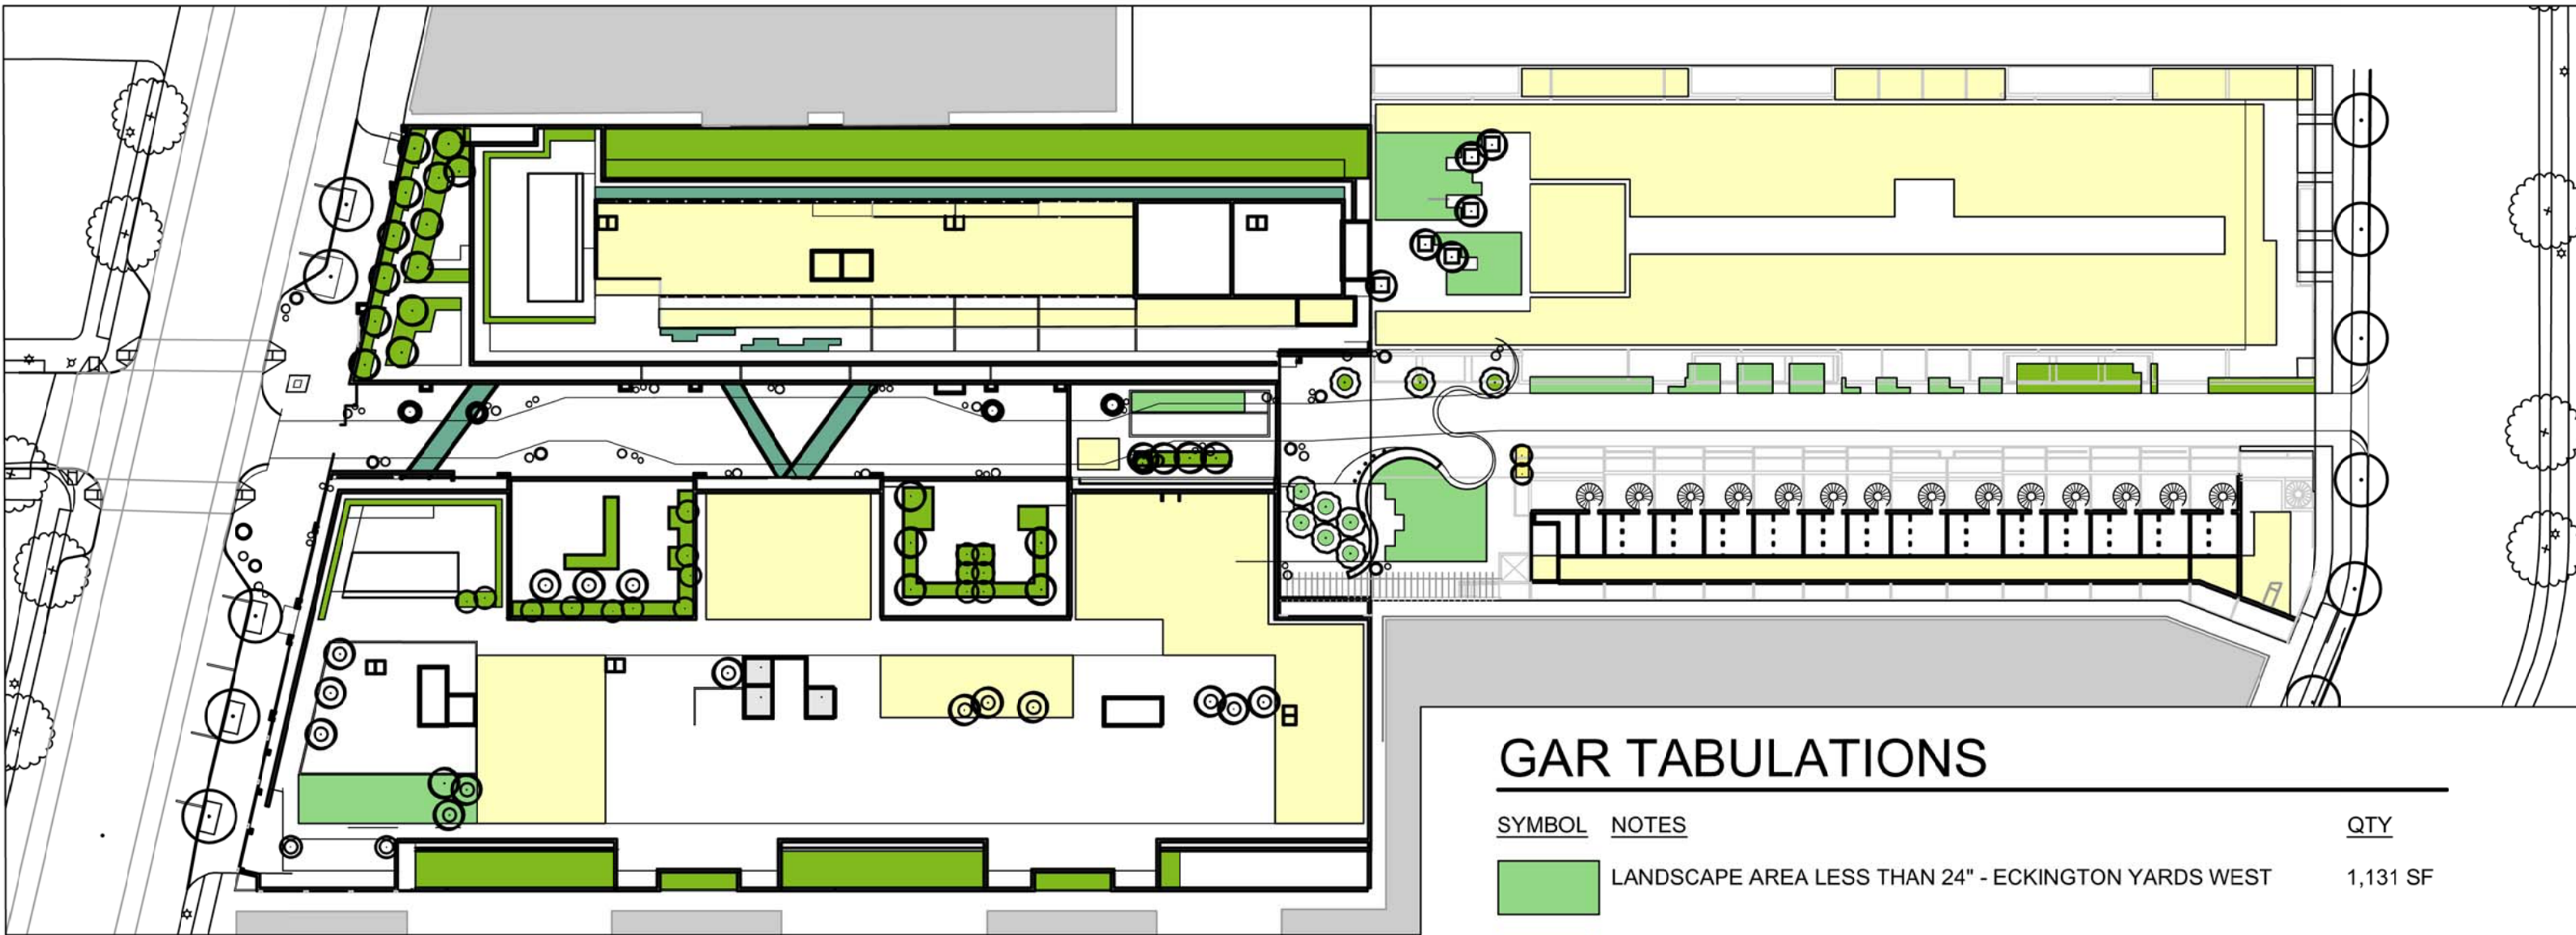 GAR TABULATIONS
SYMBOL NOTES QTY
LANDSCAPE AREA LESS THAN 24" - ECKINGTON YARDS WEST 1,131 SF